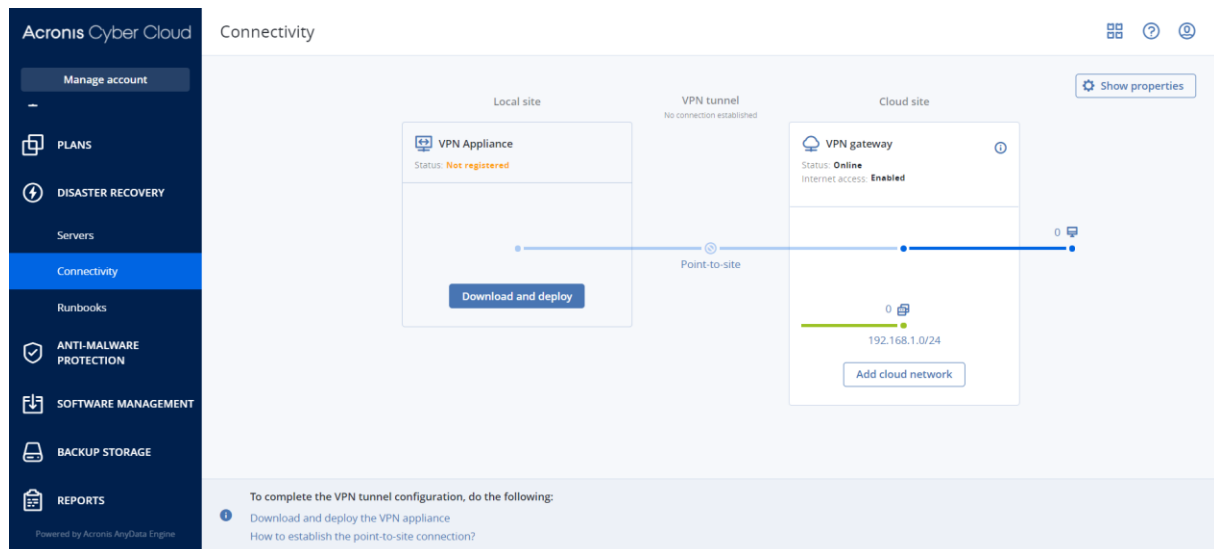 Acronis Cyber Cloud
Manage account
PLANS
DISASTER RECOVERY
Servers
Connectivity
Runbooks
ANTI-MALWARE
PROTECTION
SOFTWARE MANAGEMENT
BACKUP STORAGE
REPORTS
Powered by Acronis AnyData Engine
Connectivity
Show properties
Local site
VPN tunnel
No connection established
Cloud site
VPN Appliance
Status: Not registered
Download and deploy
Point-to-site
VPN gateway
Status: Online
Internet access: Enabled
0
0
192.168.1.0/24
Add cloud network
To complete the VPN tunnel configuration, do the following:
Download and deploy the VPN appliance
How to establish the point-to-site connection?